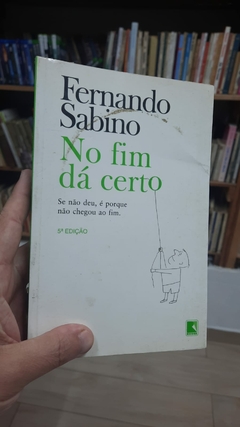 Fernando
Sabino
No fim
dá certo
Se não deu, é porque
não chegou ao fim.
5ª EDIÇÃO